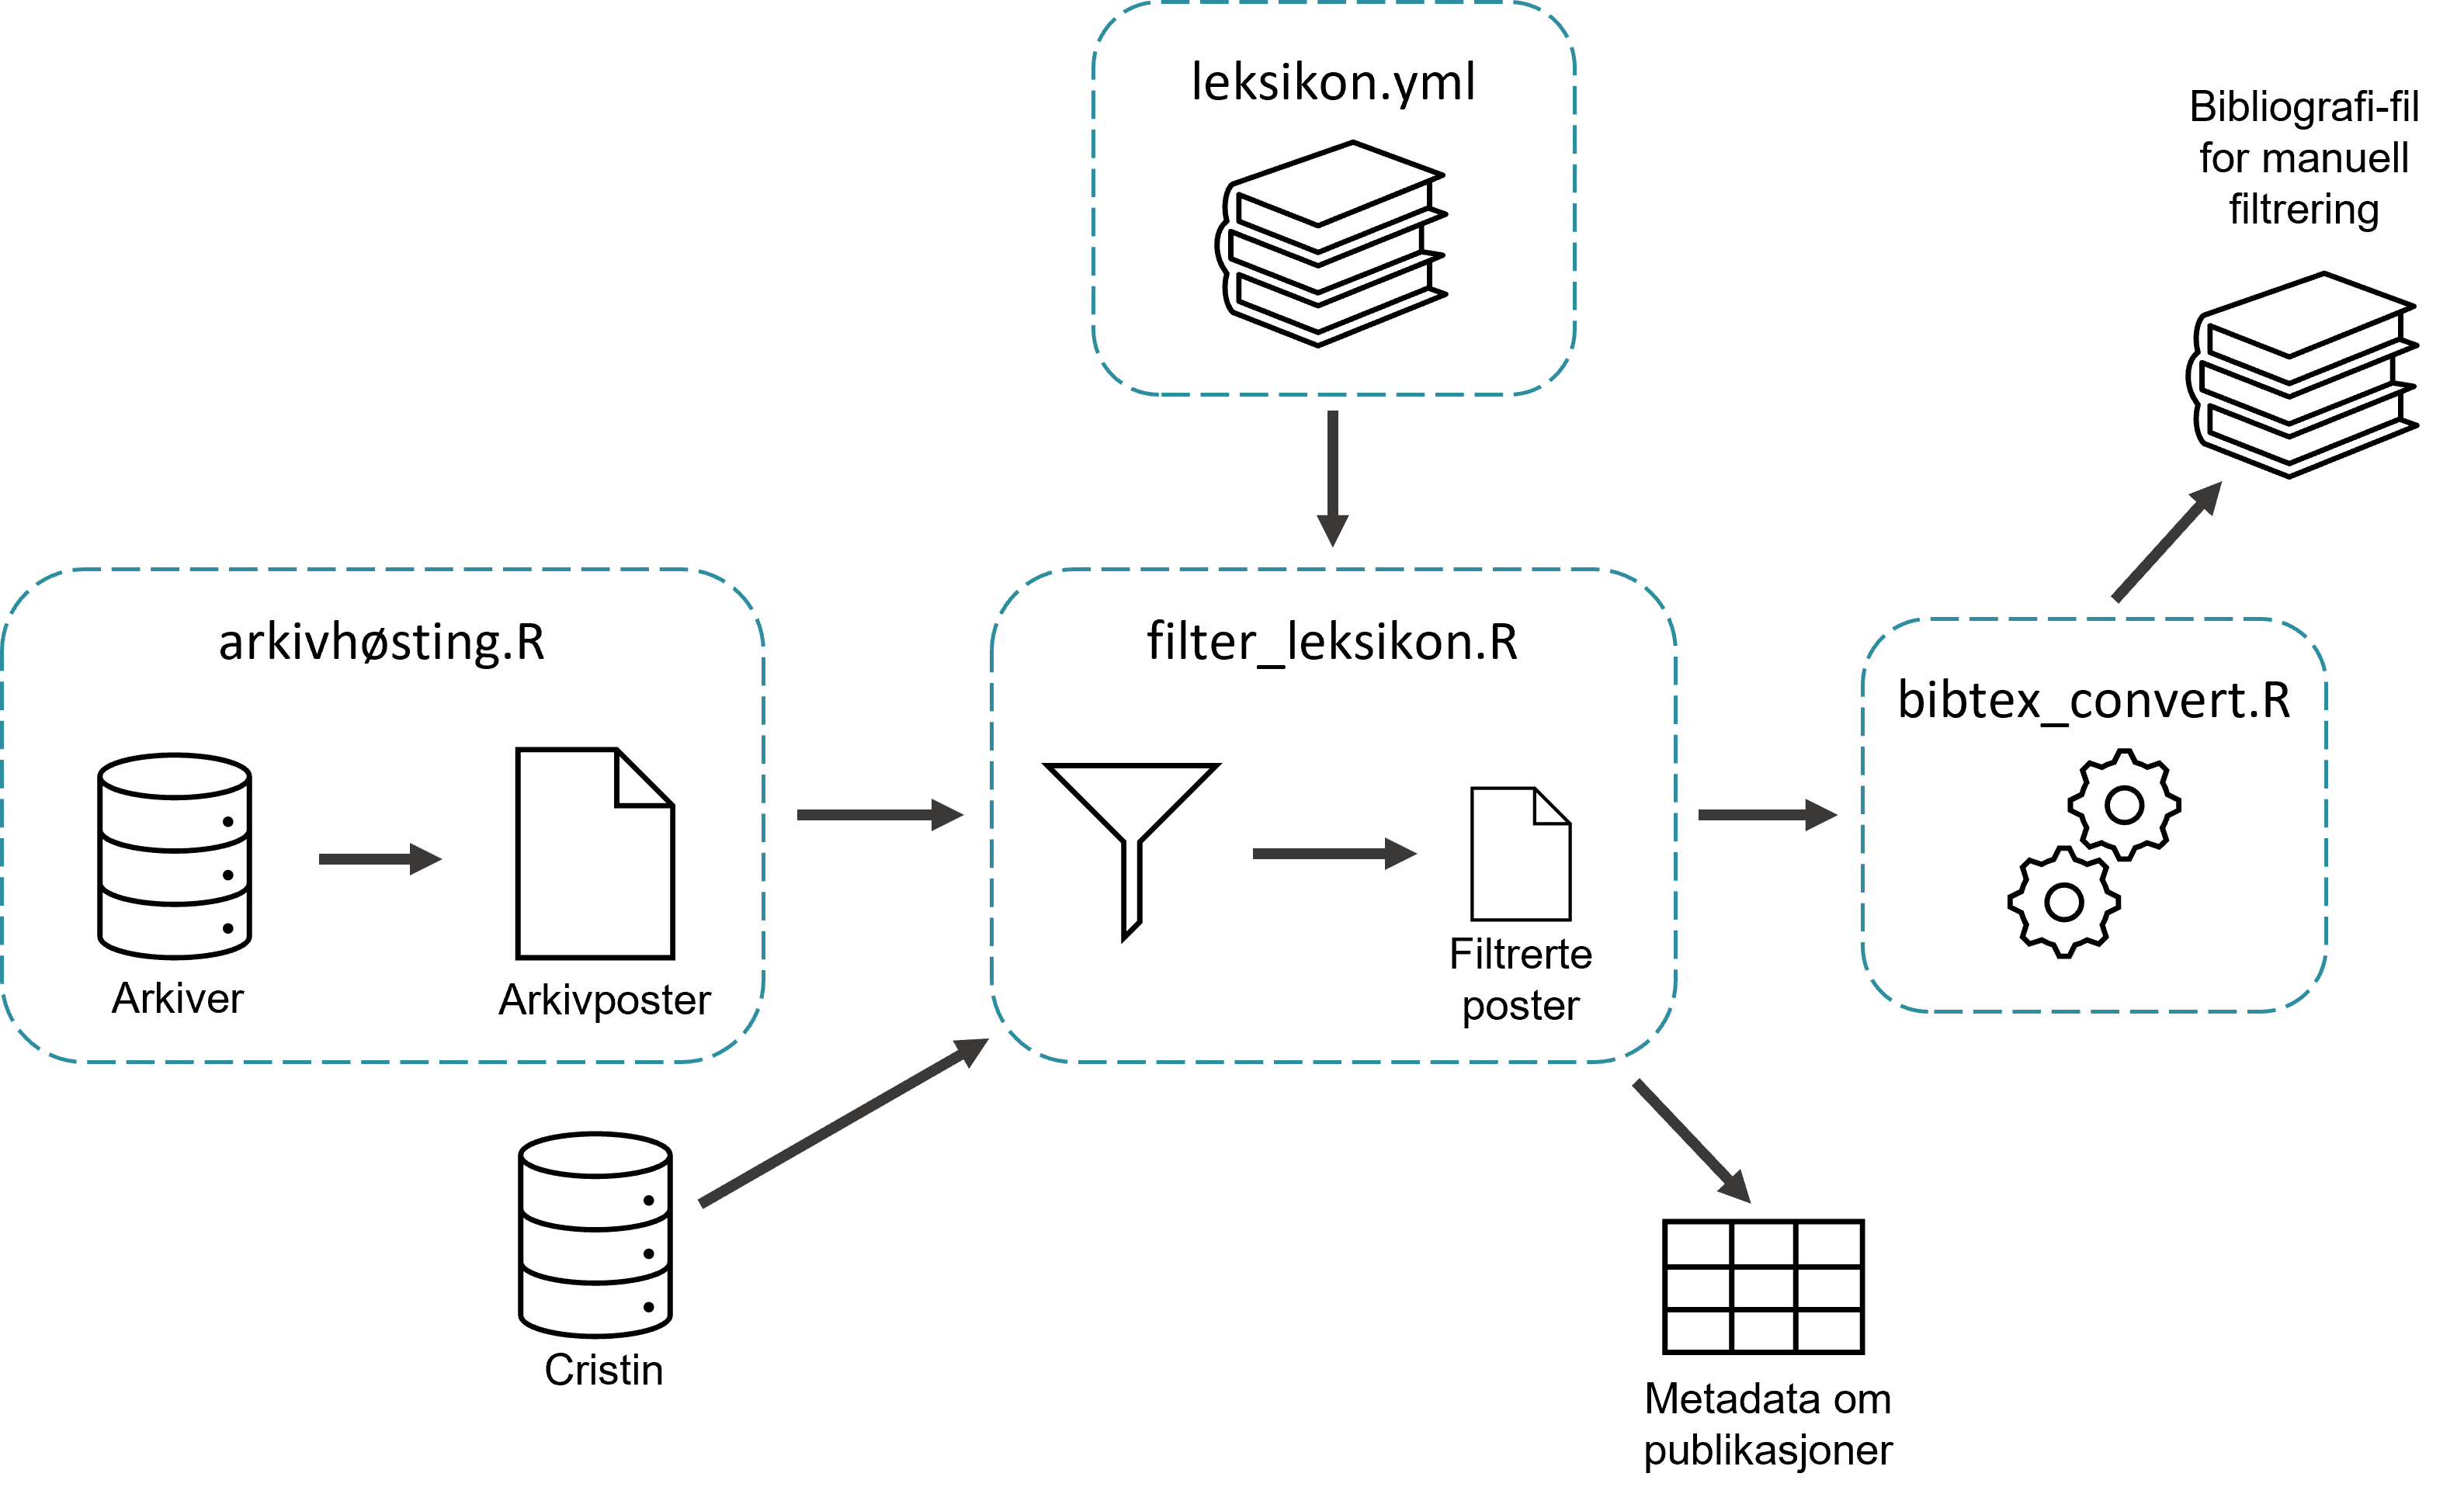 leksikon.yml
Bibliografi-fil
for manuell
filtrering
arkivhøsting.R
Arkiver
Arkivposter
filter_leksikon.R
Filtrerte
poster
bibtex_convert.R
Cristin
Metadata om
publikasjoner